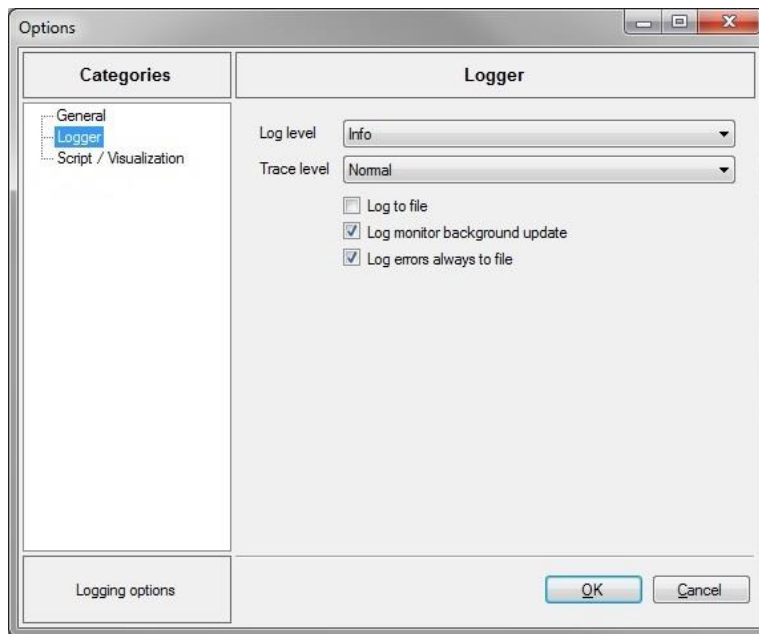 Options
Categories
Logger
General
Logger
Script / Visualization
Log level Info
Trace level Normal
Log to file
Log monitor background update
Log errors always to file
Logging options
OK Cancel